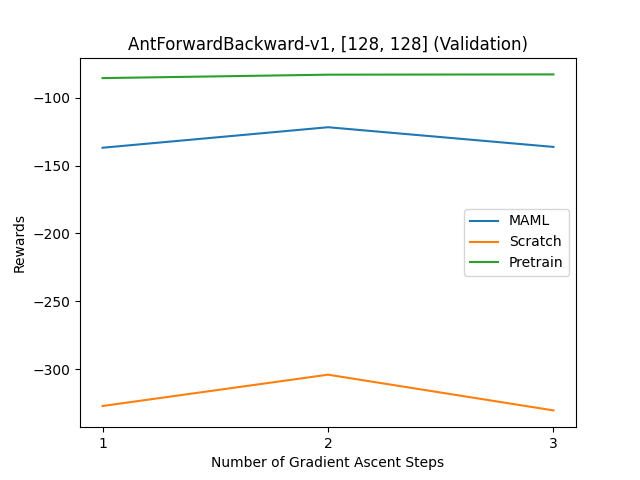 AntForwardBackward-v1, [128, 128] (Validation)
−100
−150
−200
−250
−300
Rewards
MAML
Scratch
Pretrain
1
2
3
Number of Gradient Ascent Steps